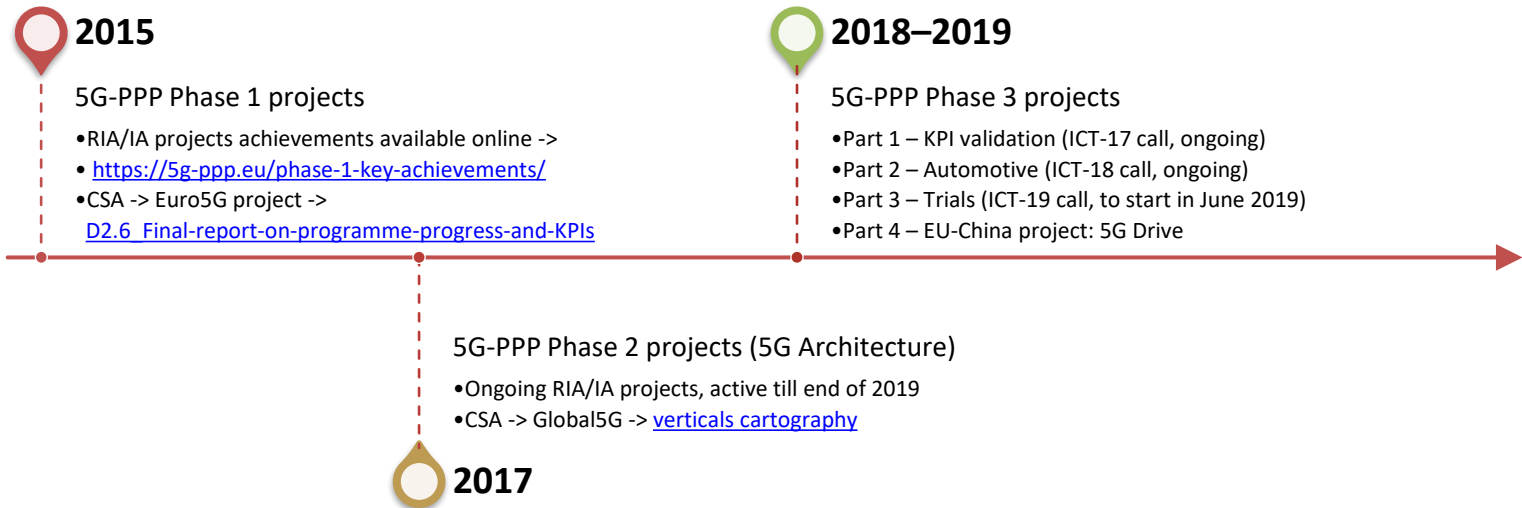 2015
5G-PPP Phase 1 projects
•RIA/IA projects achievements available online ->
• https://5g-ppp.eu/phase-1-key-achievements/
•CSA -> Euro5G project ->
D2.6_Final-report-on-programme-progress-and-KPIs
2018–2019
5G-PPP Phase 3 projects
•Part 1 – KPI validation (ICT-17 call, ongoing)
•Part 2 – Automotive (ICT-18 call, ongoing)
•Part 3 – Trials (ICT-19 call, to start in June 2019)
•Part 4 – EU-China project: 5G Drive
5G-PPP Phase 2 projects (5G Architecture)
•Ongoing RIA/IA projects, active till end of 2019
•CSA -> Global5G -> verticals cartography
2017